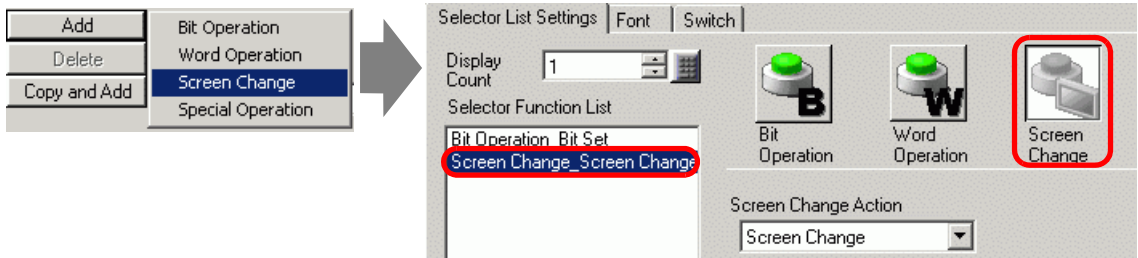 Add
Delete
Copy and Add
Bit Operation
Word Operation
Screen Change
Special Operation
Selector List Settings
Font
Switch
Display
Count
1
Selector Function List
Bit Operation_Bit Set
Screen Change_Screen Change
B
Bit
Operation
W
Word
Operation
Screen
Change
Screen Change Action
Screen Change